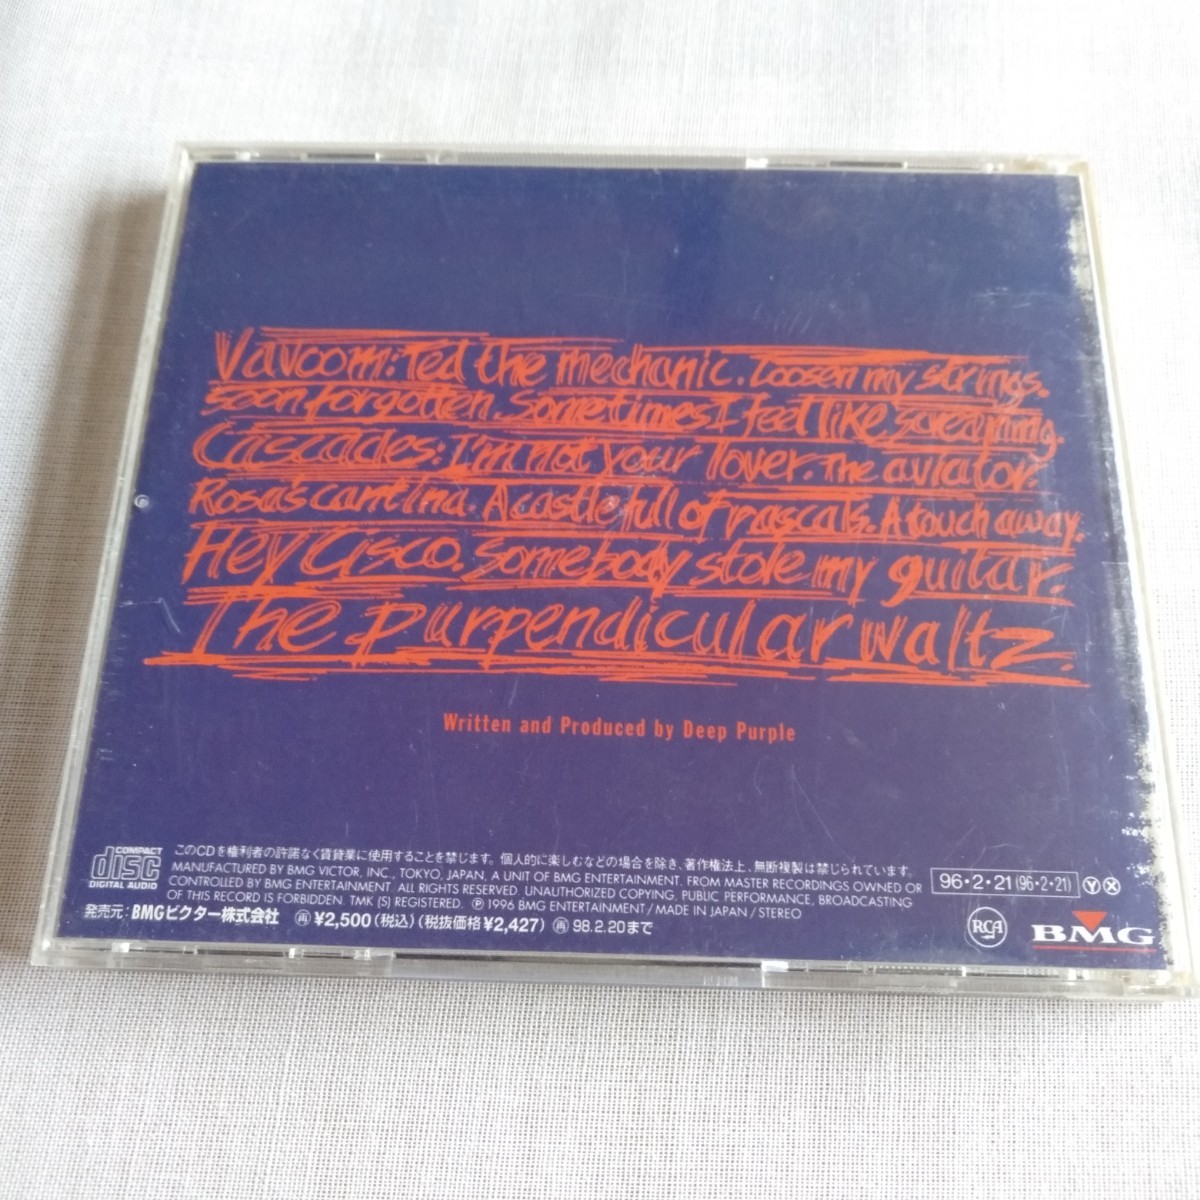 Vavoom: Ted the mechanic. Loosen my strings.
soon forgotten. Sometimes I feel like screaming.
Cascades: I'm not your lover. The aviator.
Rosa's cantina. A castle full of rascals. A touch away.
Hey Cisco. Somebody stole my guitar.
The purpendicular waltz.
Written and Produced by Deep Purple
COMPACT
disc
DIGITAL AUDIO
このCDを権利者の許諾なく賃貸業に使用することを禁じます。個人的に楽しむなどの場合を除き、著作権法上、無断複製は禁じられています。
MANUFACTURED BY BMG VICTOR, INC., TOKYO, JAPAN, A UNIT OF BMG ENTERTAINMENT. FROM MASTER RECORDINGS OWNED OR
CONTROLLED BY BMG ENTERTAINMENT. ALL RIGHTS RESERVED. UNAUTHORIZED COPYING, PUBLIC PERFORMANCE, BROADCASTING
OF THIS RECORD IS FORBIDDEN. TMK (S) REGISTERED. Ⓟ 1996 BMG ENTERTAINMENT/MADE IN JAPAN/STEREO
発売元：BMGビクター株式会社 ㊢¥2,500(税込)(税抜価格¥2,427) ㊢98.2.20まで
96・2・21(96・2・21) Ⓨ Ⓧ
RCA
BMG